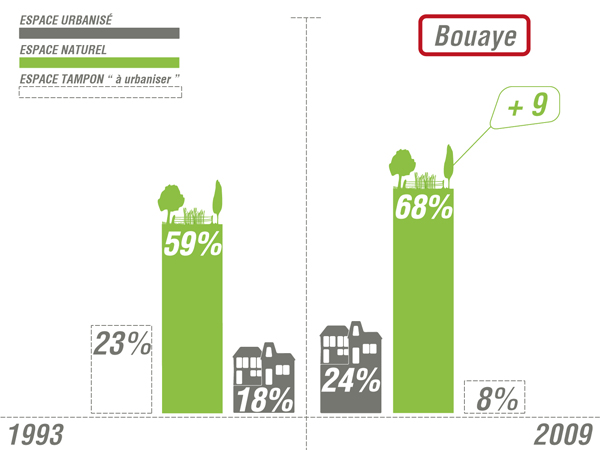 ESPACE URBANISÉ
ESPACE NATUREL
ESPACE TAMPON “ à urbaniser ”
Bouaye
+ 9
23%
59%
18%
24%
68%
8%
1993
2009